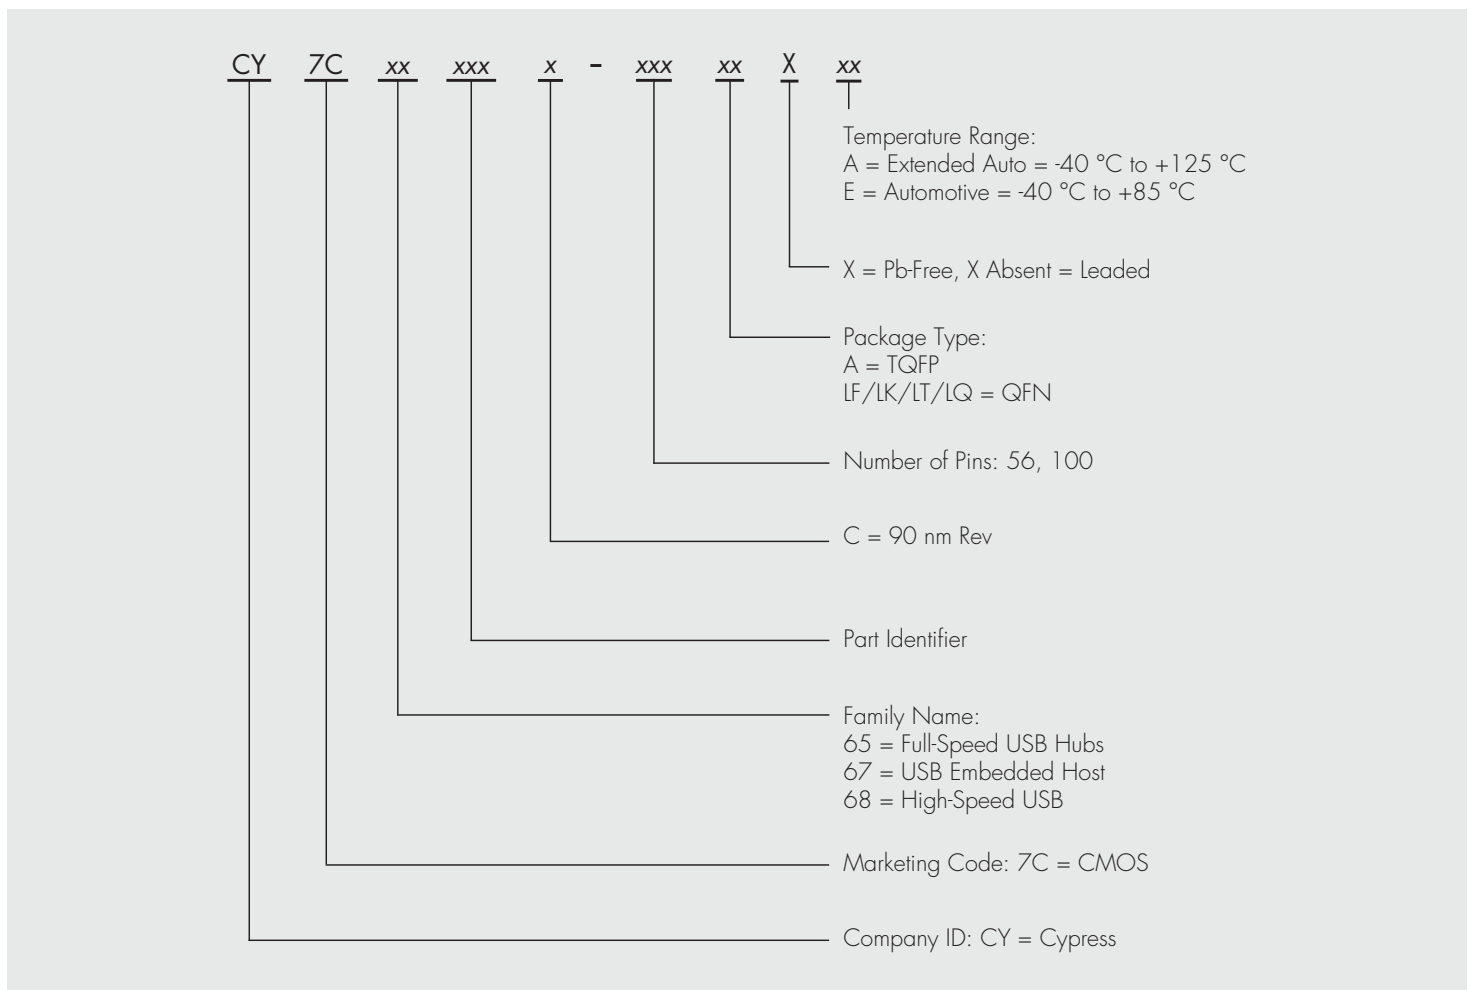 CY 7C xx xxx x - xxx xx X xx
Temperature Range:
A = Extended Auto = -40 °C to +125 °C
E = Automotive = -40 °C to +85 °C
X = Pb-Free, X Absent = Leaded
Package Type:
A = TQFP
LF/LK/LT/LQ = QFN
Number of Pins: 56, 100
C = 90 nm Rev
Part Identifier
Family Name:
65 = Full-Speed USB Hubs
67 = USB Embedded Host
68 = High-Speed USB
Marketing Code: 7C = CMOS
Company ID: CY = Cypress